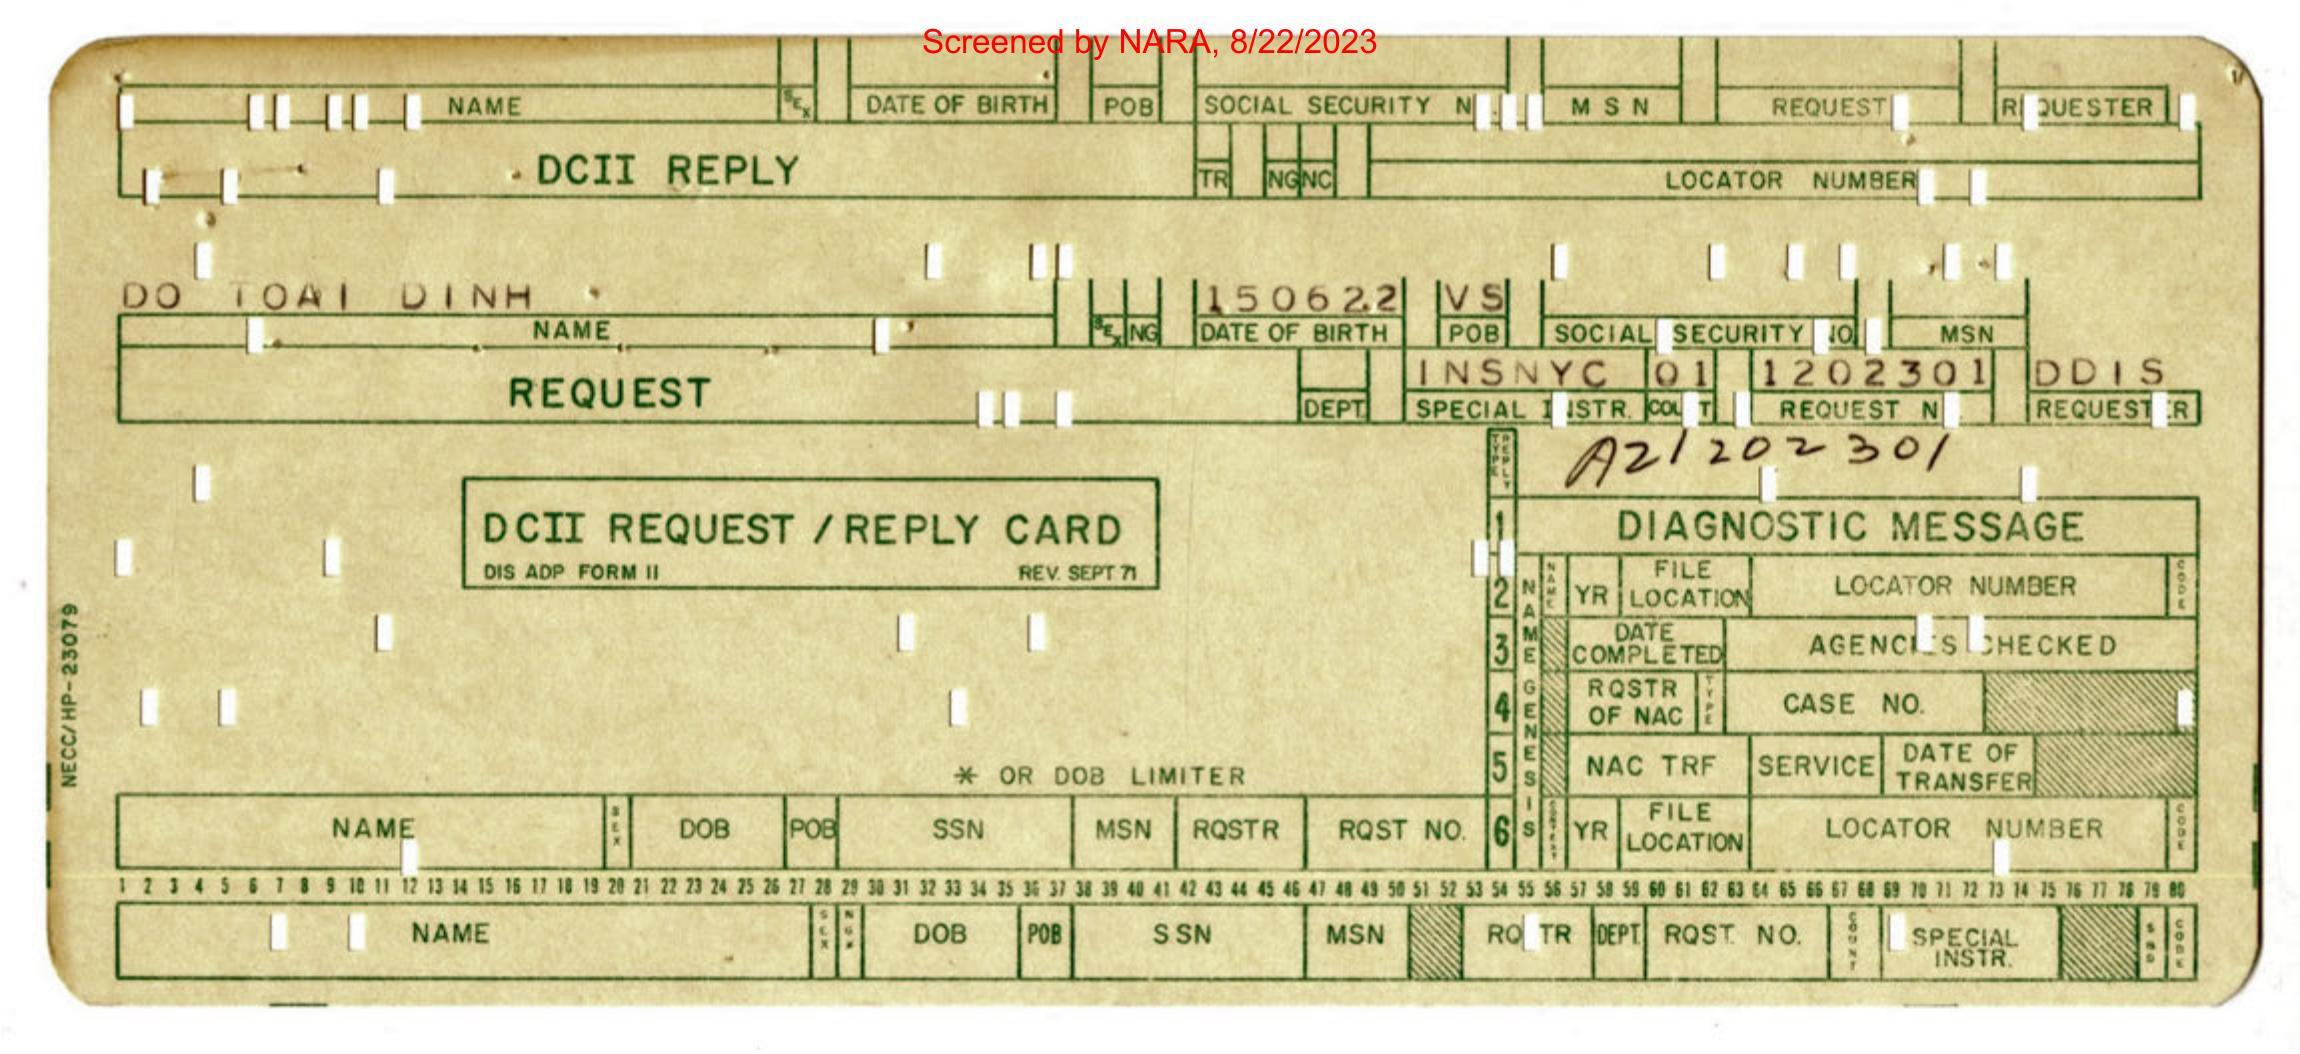 Screened by NARA, 8/22/2023
NAME SEX DATE OF BIRTH POB SOCIAL SECURITY N . M S N REQUEST REQUESTER
DCII REPLY TR NG NC LOCATOR NUMBER
DO TOAI DINH 150622 VS
NAME SEX NG DATE OF BIRTH POB SOCIAL SECURITY NO. MSN
INSNYC 01 1202301 DDIS
REQUEST DEPT. SPECIAL INSTR. COUNT REQUEST N REQUESTER
TYPE REPLY A21202301
DCII REQUEST / REPLY CARD
DIS ADP FORM 11 REV. SEPT 71
1 DIAGNOSTIC MESSAGE
2 NAME YR FILE LOCATION LOCATOR NUMBER CODE
3 DATE COMPLETED AGENCIES CHECKED
4 RQSTR OF NAC TYPE CASE NO.
5 NAC TRF SERVICE DATE OF TRANSFER
6 YR FILE LOCATION LOCATOR NUMBER CODE
NAME GENESIS
NECC/HP-23079
* OR DOB LIMITER
NAME SEX DOB POB SSN MSN RQSTR RQST NO.
1 2 3 4 5 6 7 8 9 10 11 12 13 14 15 16 17 18 19 20 21 22 23 24 25 26 27 28 29 30 31 32 33 34 35 36 37 38 39 40 41 42 43 44 45 46 47 48 49 50 51 52 53 54 55 56 57 58 59 60 61 62 63 64 65 66 67 68 69 70 71 72 73 74 75 76 77 78 79 80
NAME SEX NG* DOB POB SSN MSN RQSTR DEPT. RQST. NO. COUNT SPECIAL INSTR. CODE